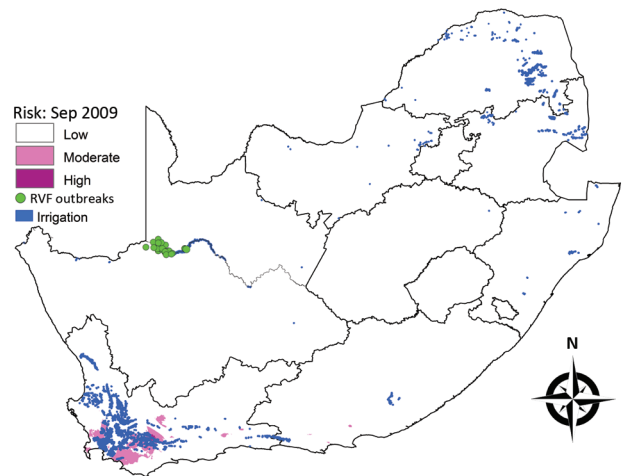 Risk: Sep 2009
Low
Moderate
High
RVF outbreaks
Irrigation
N